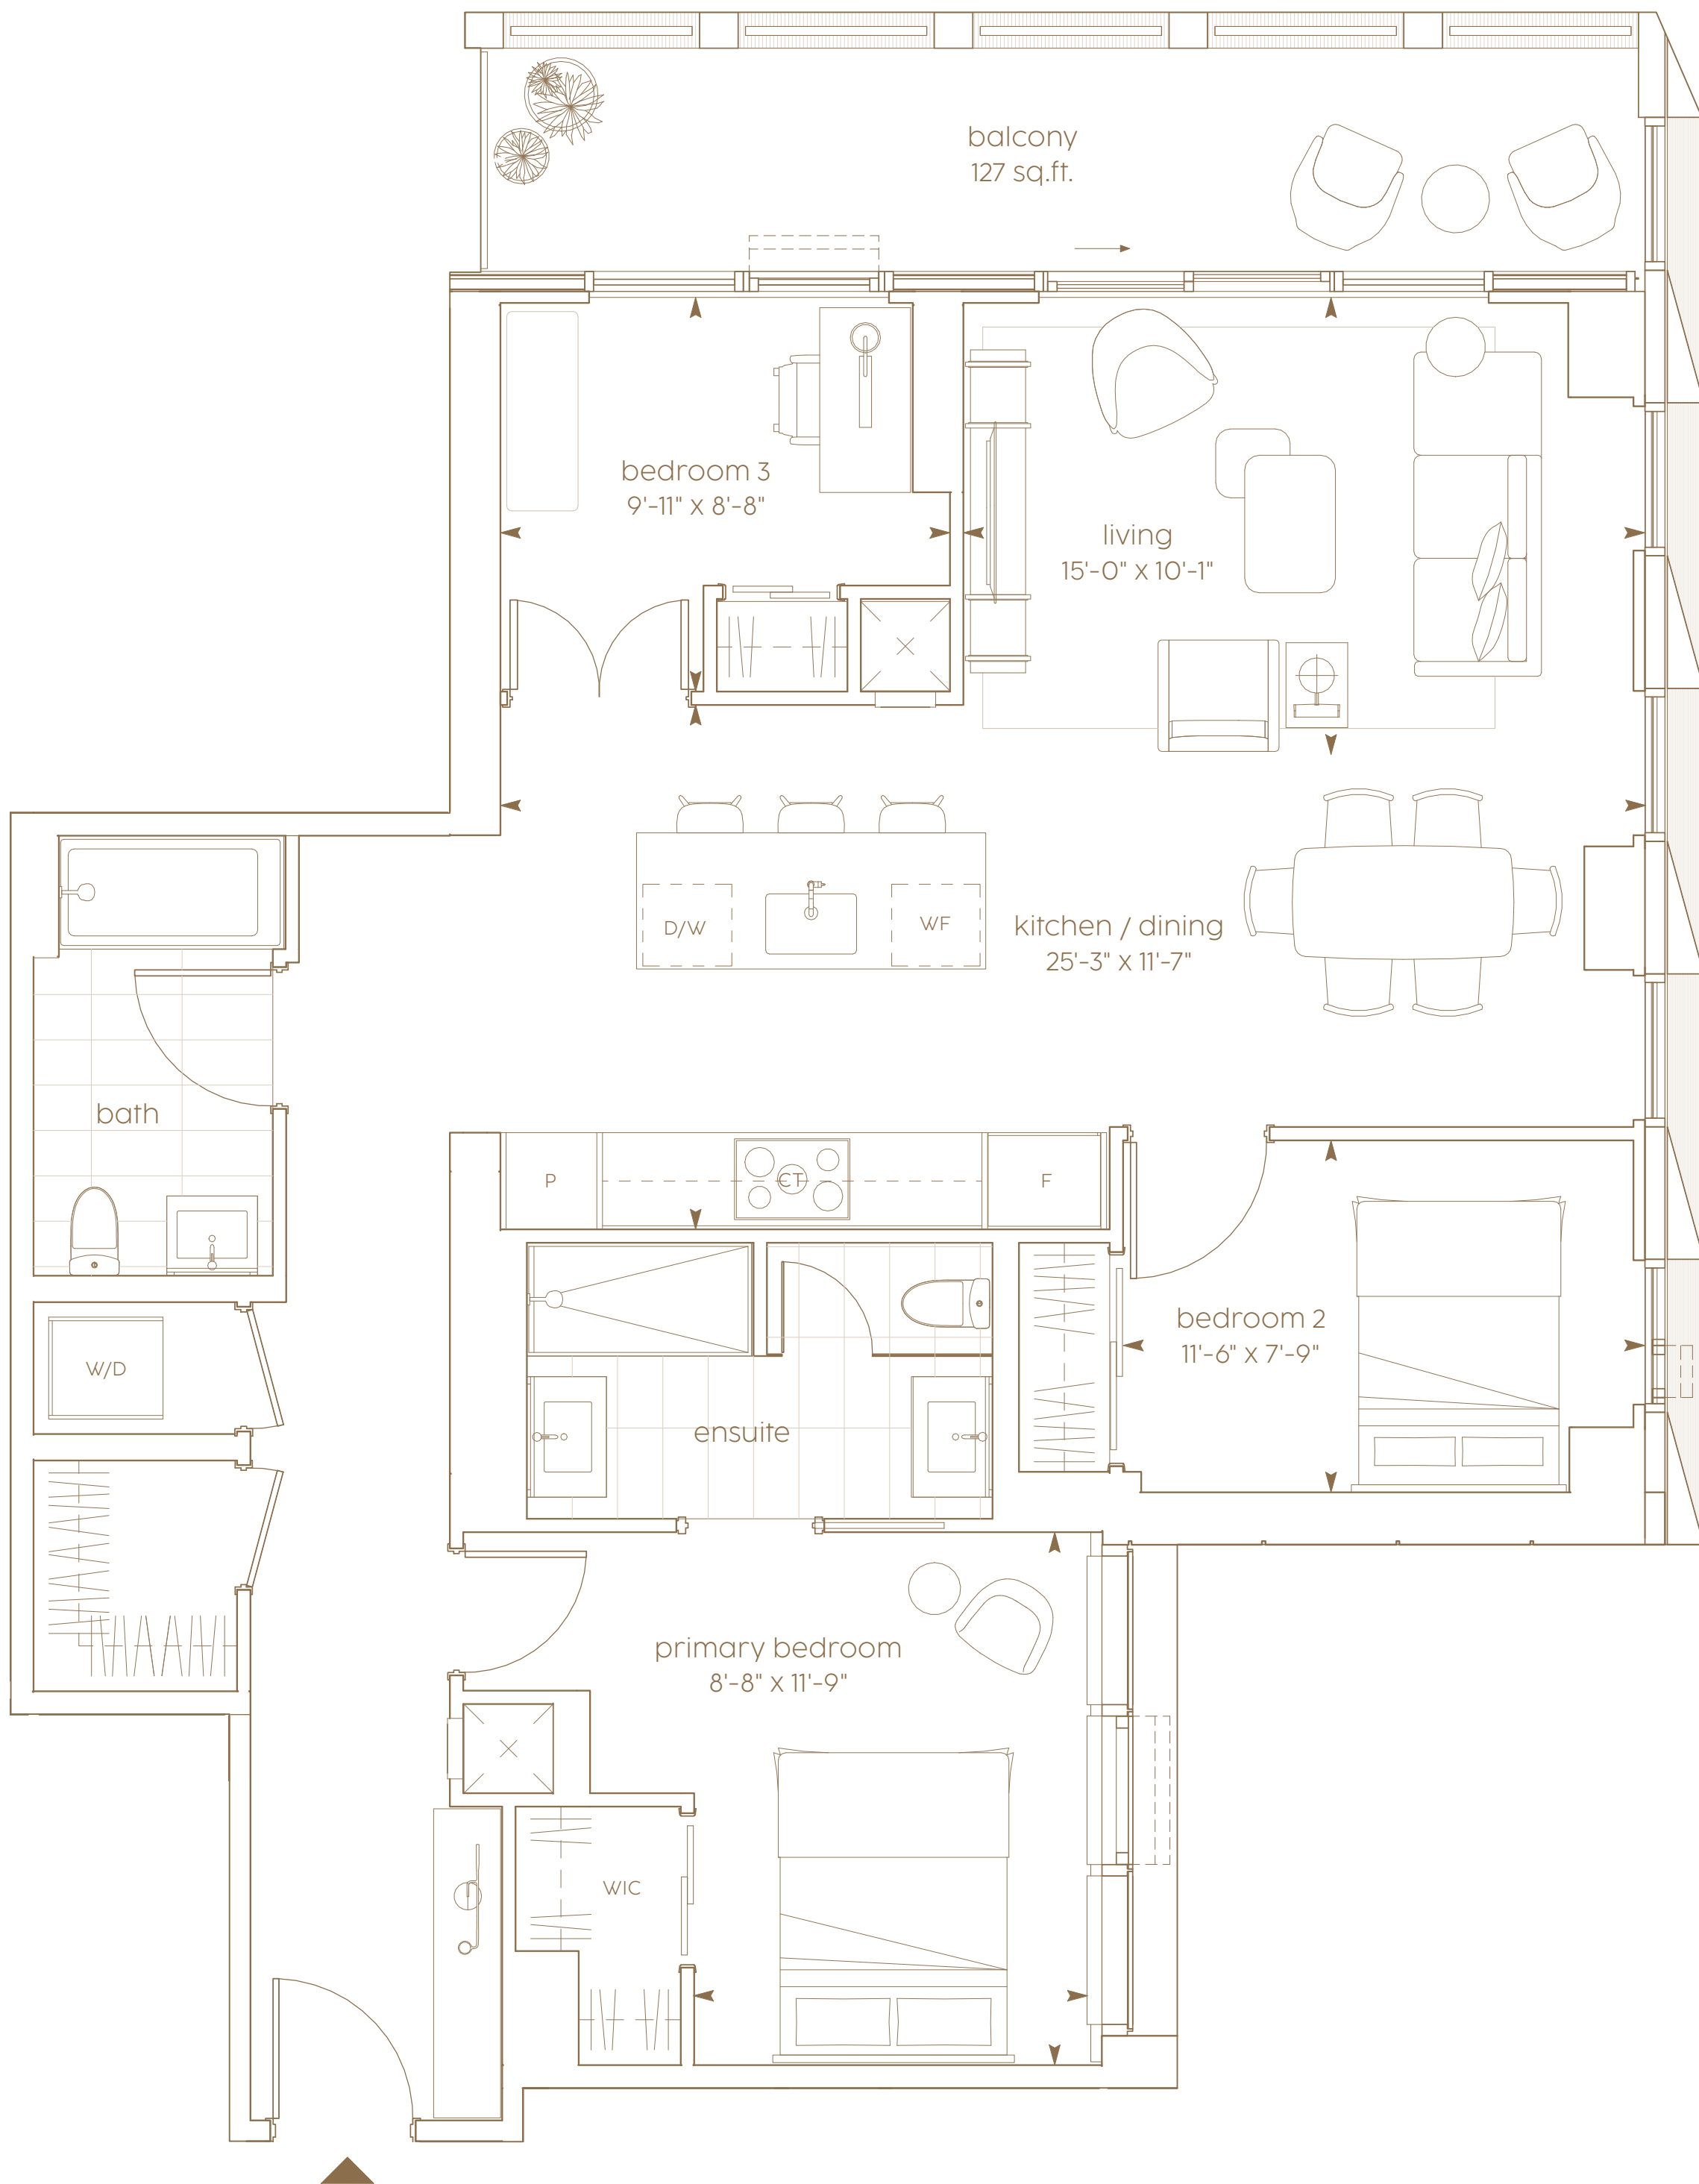 balcony
127 sq.ft.
bedroom 3
9'-11" X 8'-8"
living
15'-0" X 10'-1"
D/W
WF
kitchen / dining
25'-3" X 11'-7"
bath
P
CT
F
bedroom 2
11'-6" X 7'-9"
W/D
ensuite
primary bedroom
8'-8" X 11'-9"
WIC